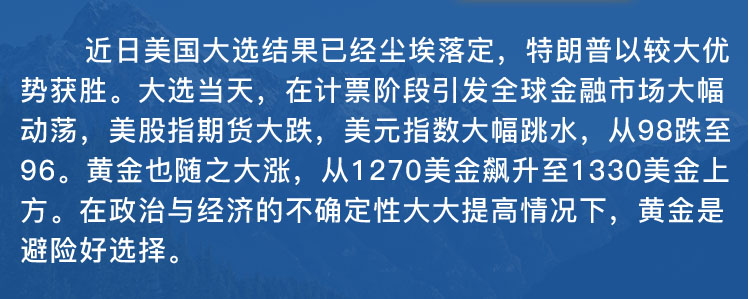 近日美国大选结果已经尘埃落定，特朗普以较大优
势获胜。大选当天，在计票阶段引发全球金融市场大幅
动荡，美股指期货大跌，美元指数大幅跳水，从98跌至
96。黄金也随之大涨，从1270美金飙升至1330美金上
方。在政治与经济的不确定性大大提高情况下，黄金是
避险好选择。